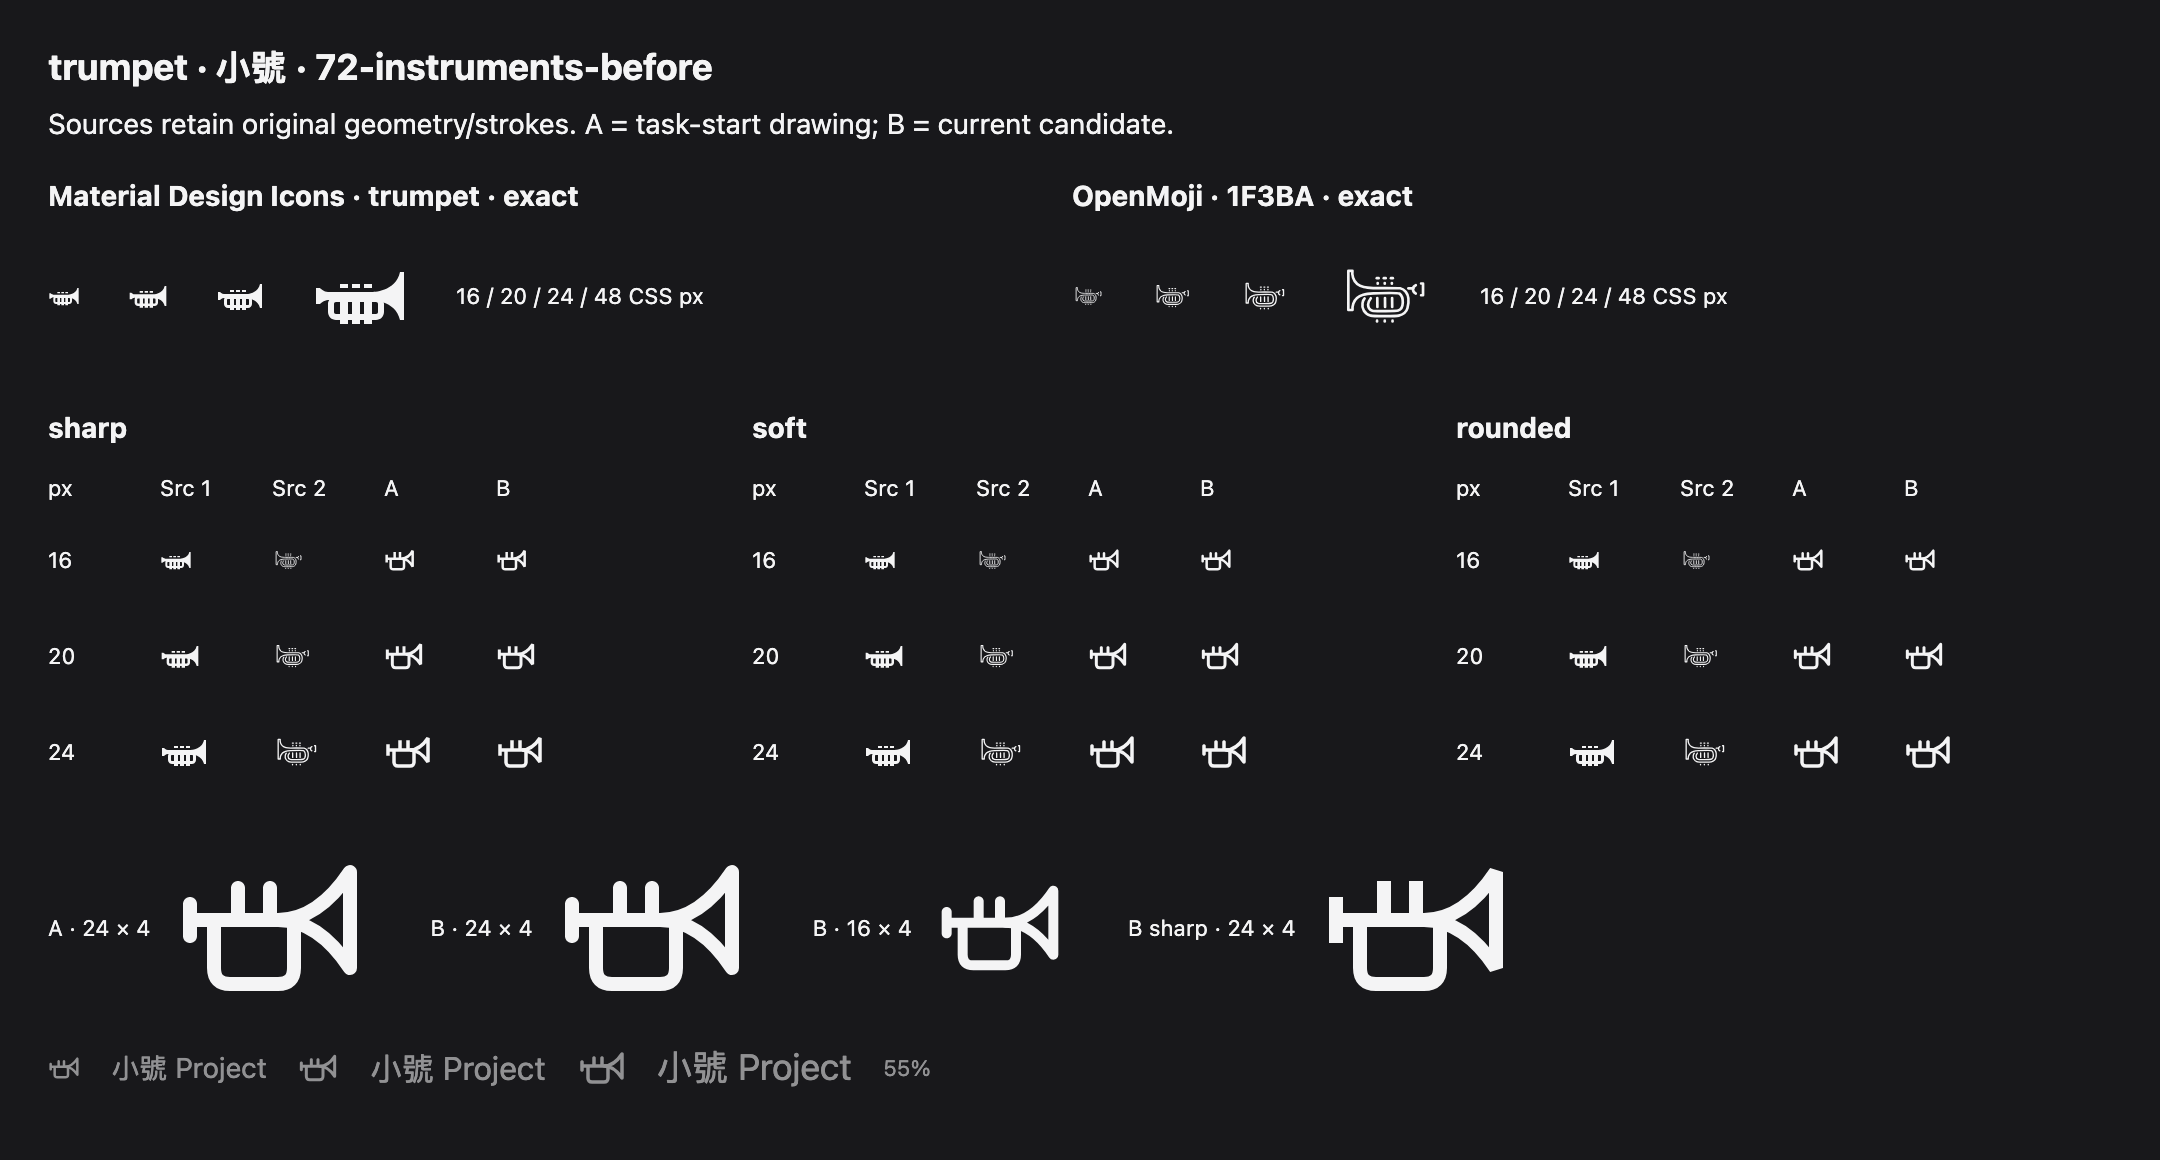 trumpet · 小號 · 72-instruments-before
Sources retain original geometry/strokes. A = task-start drawing; B = current candidate.
Material Design Icons · trumpet · exact
16 / 20 / 24 / 48 CSS px
OpenMoji · 1F3BA · exact
16 / 20 / 24 / 48 CSS px
sharp
px Src 1 Src 2 A B
16
20
24
soft
px Src 1 Src 2 A B
16
20
24
rounded
px Src 1 Src 2 A B
16
20
24
A · 24 × 4
B · 24 × 4
B · 16 × 4
B sharp · 24 × 4
小號 Project 小號 Project 小號 Project 55%